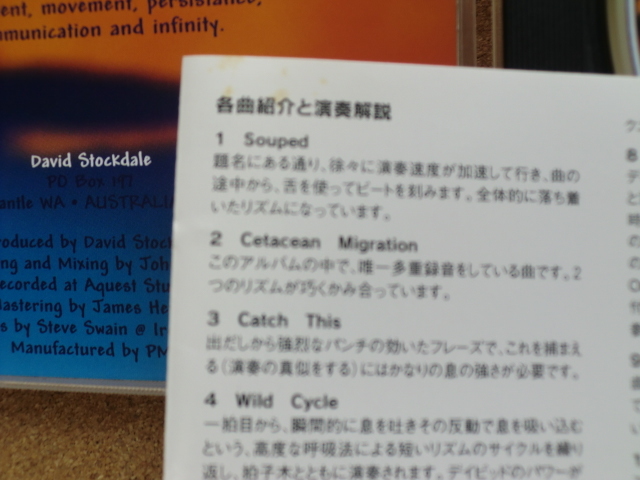 ent, movement, persistance,
mmunication and infinity.
David Stockdale
PO Box 197
antle WA • AUSTRALIA
roduced by David Stock
ng and Mixing by John
ecorded at Aquest Stu
astering by James He
s by Steve Swain @
Manufactured by PM
各曲紹介と演奏解説
1 Souped
題名にある通り、徐々に演奏速度が加速して行き、曲の
途中から、舌を使ってビートを刻みます。全体的に落ち着
いたリズムになっています。
2 Cetacean Migration
このアルバムの中で、唯一多重録音をしている曲です。2
つのリズムが巧くかみ合っています。
3 Catch This
出だしから強烈なパンチの効いたフレーズで、これを捕まえ
る(演奏の真似をする)にはかなりの息の強さが必要です。
4 Wild Cycle
一拍目から、瞬間的に息を吐きその反動で息を吸い込む
という、高度な呼吸法による短いリズムのサイクルを繰り
返し、拍子木とともに演奏されます。デイビッドのパワーが